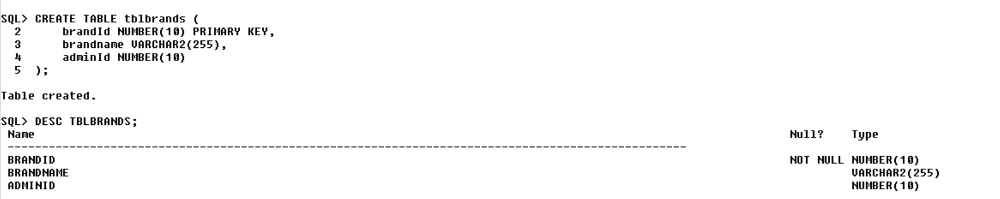 SQL> CREATE TABLE tblbrands (
  2      brandId NUMBER(10) PRIMARY KEY,
  3      brandname VARCHAR2(255),
  4      adminId NUMBER(10)
  5  );
Table created.
SQL> DESC TBLBRANDS;
 Name                                                                                                              Null?    Type
 ---------------------------------------------------------------------------------------------------
 BRANDID                                                                                                           NOT NULL NUMBER(10)
 BRANDNAME                                                                                                                  VARCHAR2(255)
 ADMINID                                                                                                                    NUMBER(10)